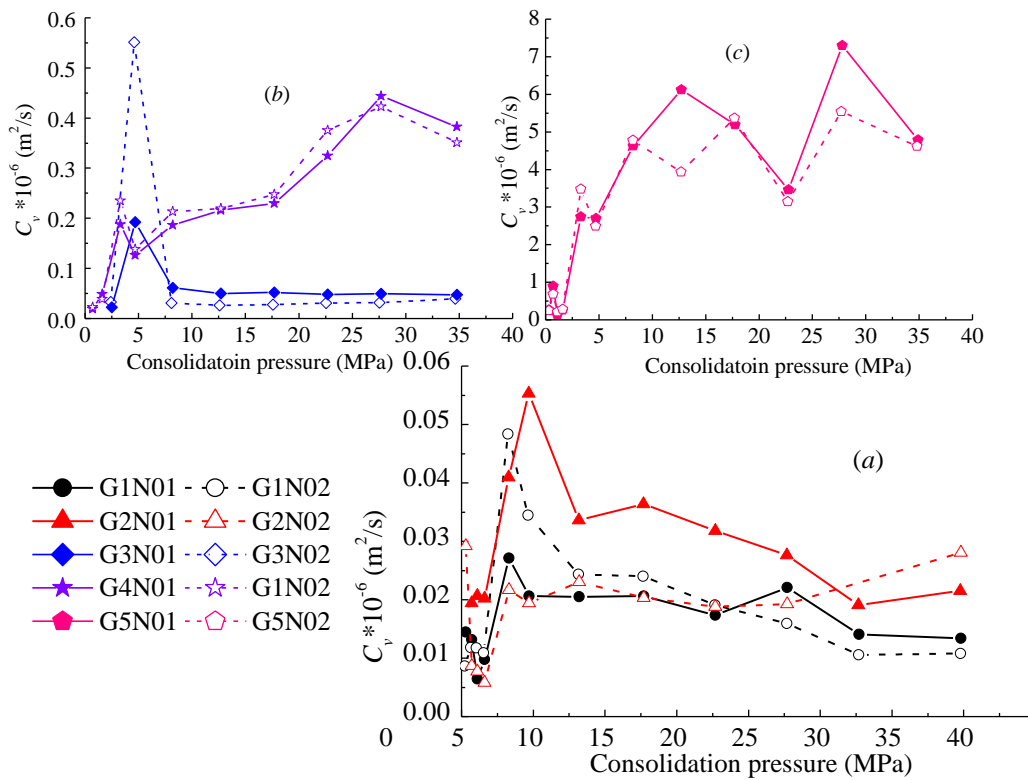 0.6
0.5
0.4
0.3
0.2
0.1
0.0
C_v *10^-6 (m^2/s)
(b)
0 5 10 15 20 25 30 35 40
Consolidatoin pressure (MPa)
8
7
6
5
4
3
2
1
0
C_v *10^-6 (m^2/s)
(c)
0 5 10 15 20 25 30 35 40
Consolidatoin pressure (MPa)
G1N01 G1N02
G2N01 G2N02
G3N01 G3N02
G4N01 G1N02
G5N01 G5N02
0.06
0.05
0.04
0.03
0.02
0.01
0.00
C_v*10^-6 (m^2/s)
(a)
0 5 10 15 20 25 30 35 40
Consolidation pressure (MPa)